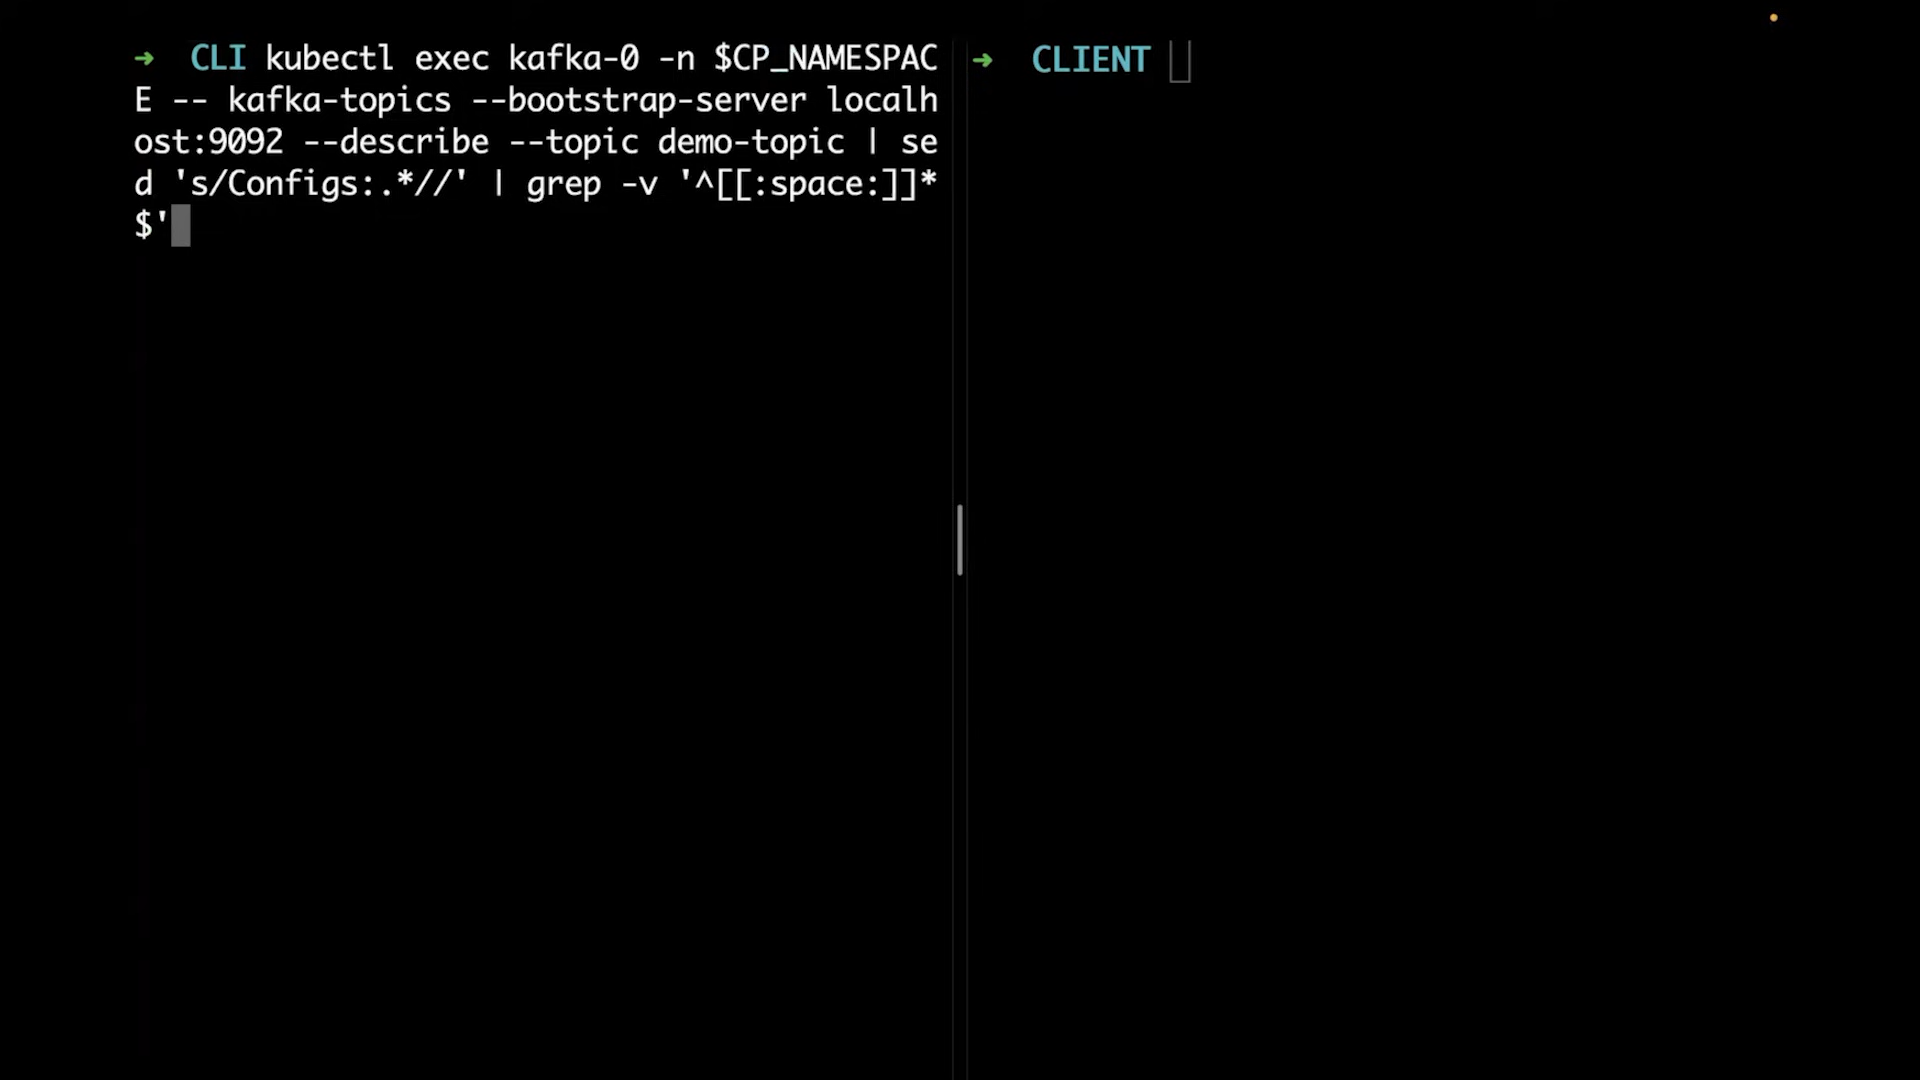 ➜ CLI kubectl exec kafka-0 -n $CP_NAMESPAC
E -- kafka-topics --bootstrap-server localh
ost:9092 --describe --topic demo-topic | se
d 's/Configs:.*//' | grep -v '^[[:space:]]*
$'
➜ CLIENT